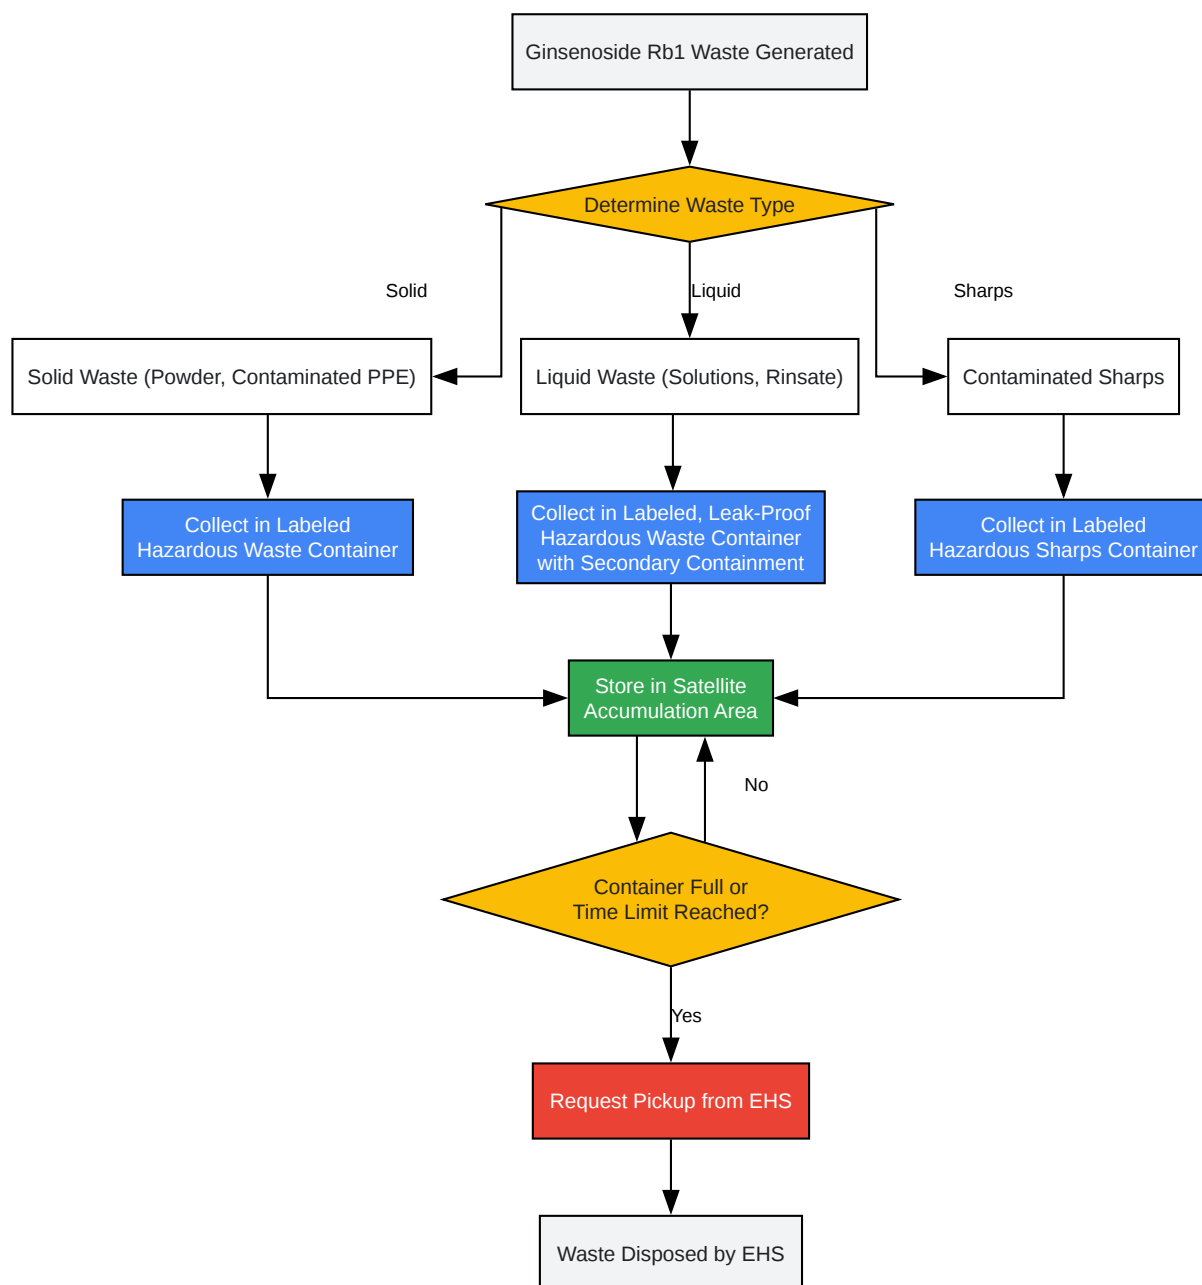 Ginsenoside Rb1 Waste Generated
Determine Waste Type
Solid
Liquid
Sharps
Solid Waste (Powder, Contaminated PPE)
Liquid Waste (Solutions, Rinsate)
Contaminated Sharps
Collect in Labeled
Hazardous Waste Container
Collect in Labeled, Leak-Proof
Hazardous Waste Container
with Secondary Containment
Collect in Labeled
Hazardous Sharps Container
Store in Satellite
Accumulation Area
No
Container Full or
Time Limit Reached?
Yes
Request Pickup from EHS
Waste Disposed by EHS